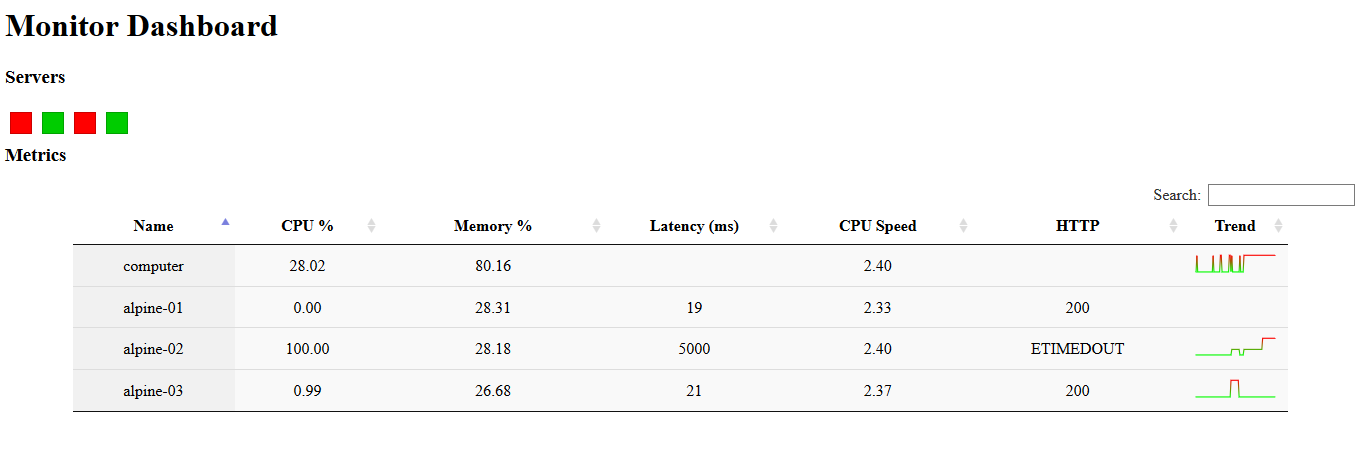 Monitor Dashboard
Servers
Metrics
Search:
Name CPU % Memory % Latency (ms) CPU Speed HTTP Trend
computer 28.02 80.16 2.40
alpine-01 0.00 28.31 19 2.33 200
alpine-02 100.00 28.18 5000 2.40 ETIMEDOUT
alpine-03 0.99 26.68 21 2.37 200